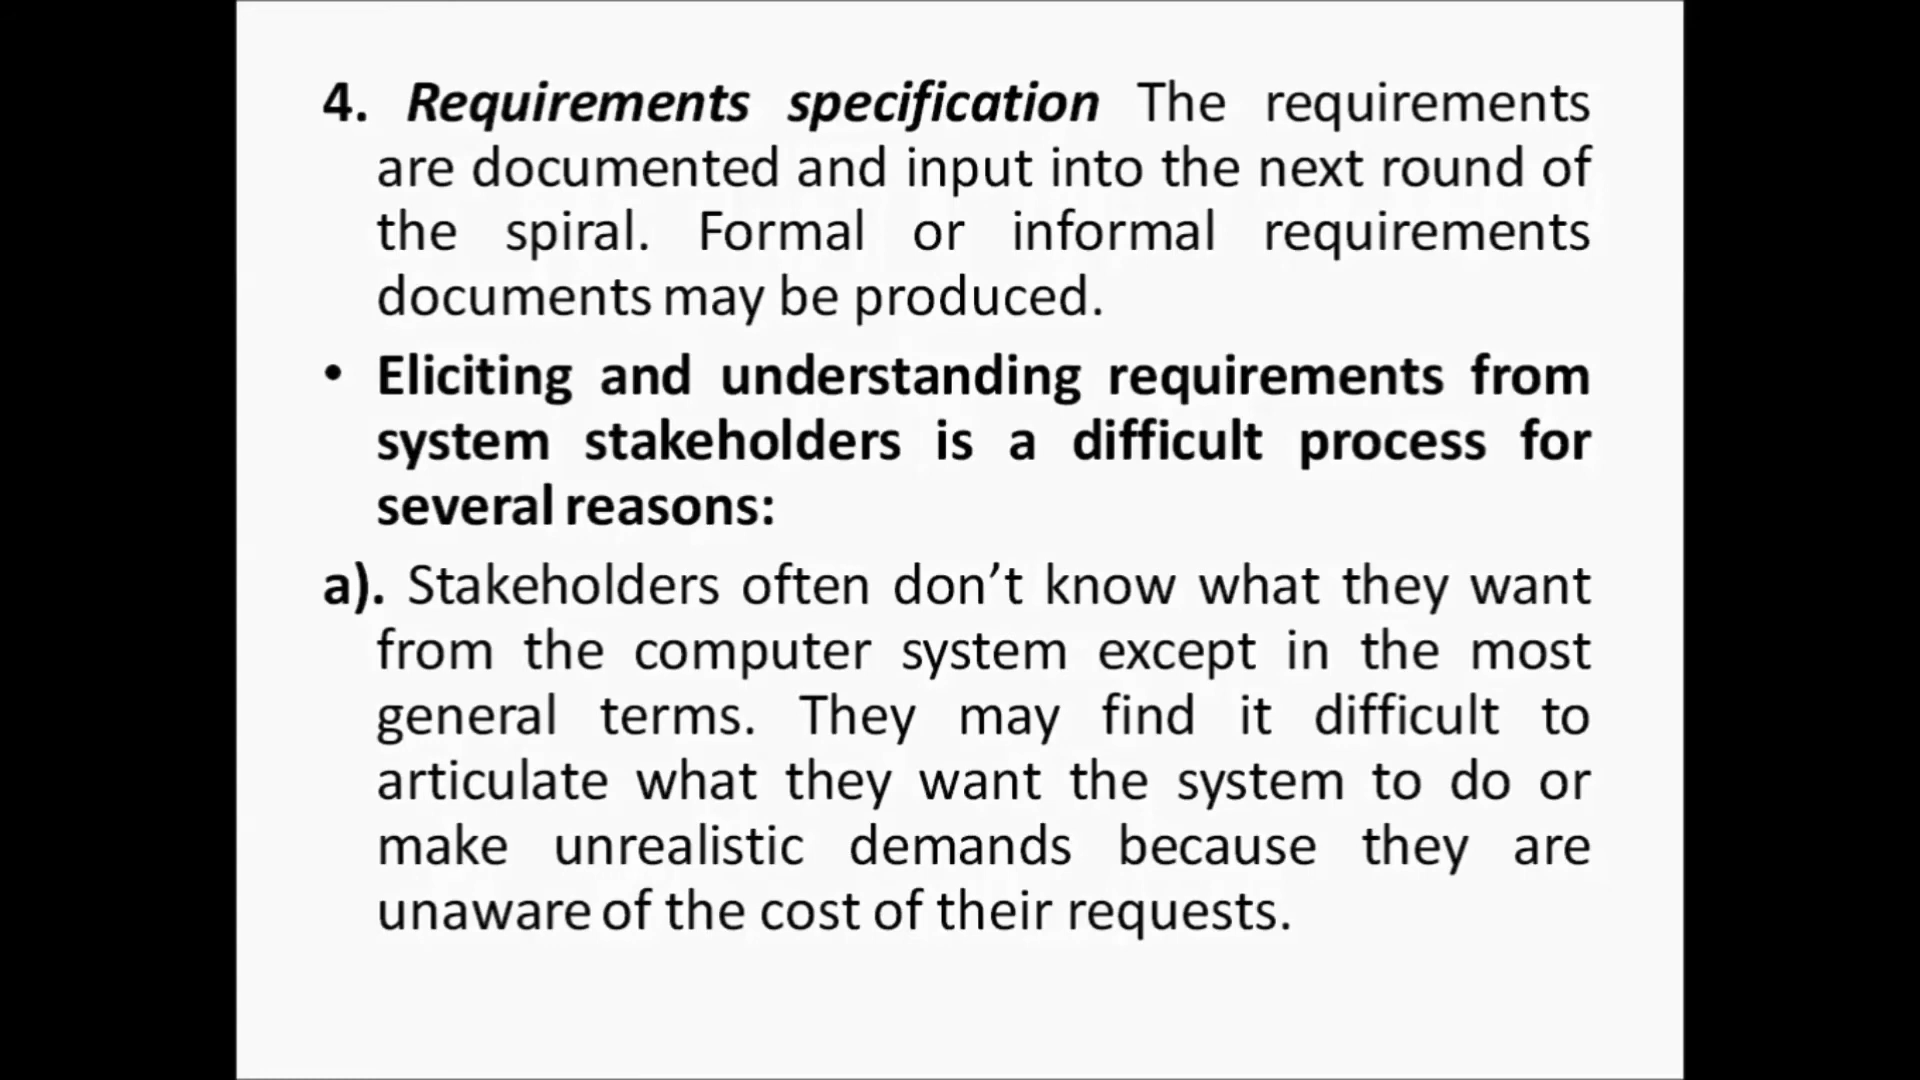 4. Requirements specification The requirements
are documented and input into the next round of
the spiral. Formal or informal requirements
documents may be produced.
• Eliciting and understanding requirements from
system stakeholders is a difficult process for
several reasons:
a). Stakeholders often don’t know what they want
from the computer system except in the most
general terms. They may find it difficult to
articulate what they want the system to do or
make unrealistic demands because they are
unaware of the cost of their requests.